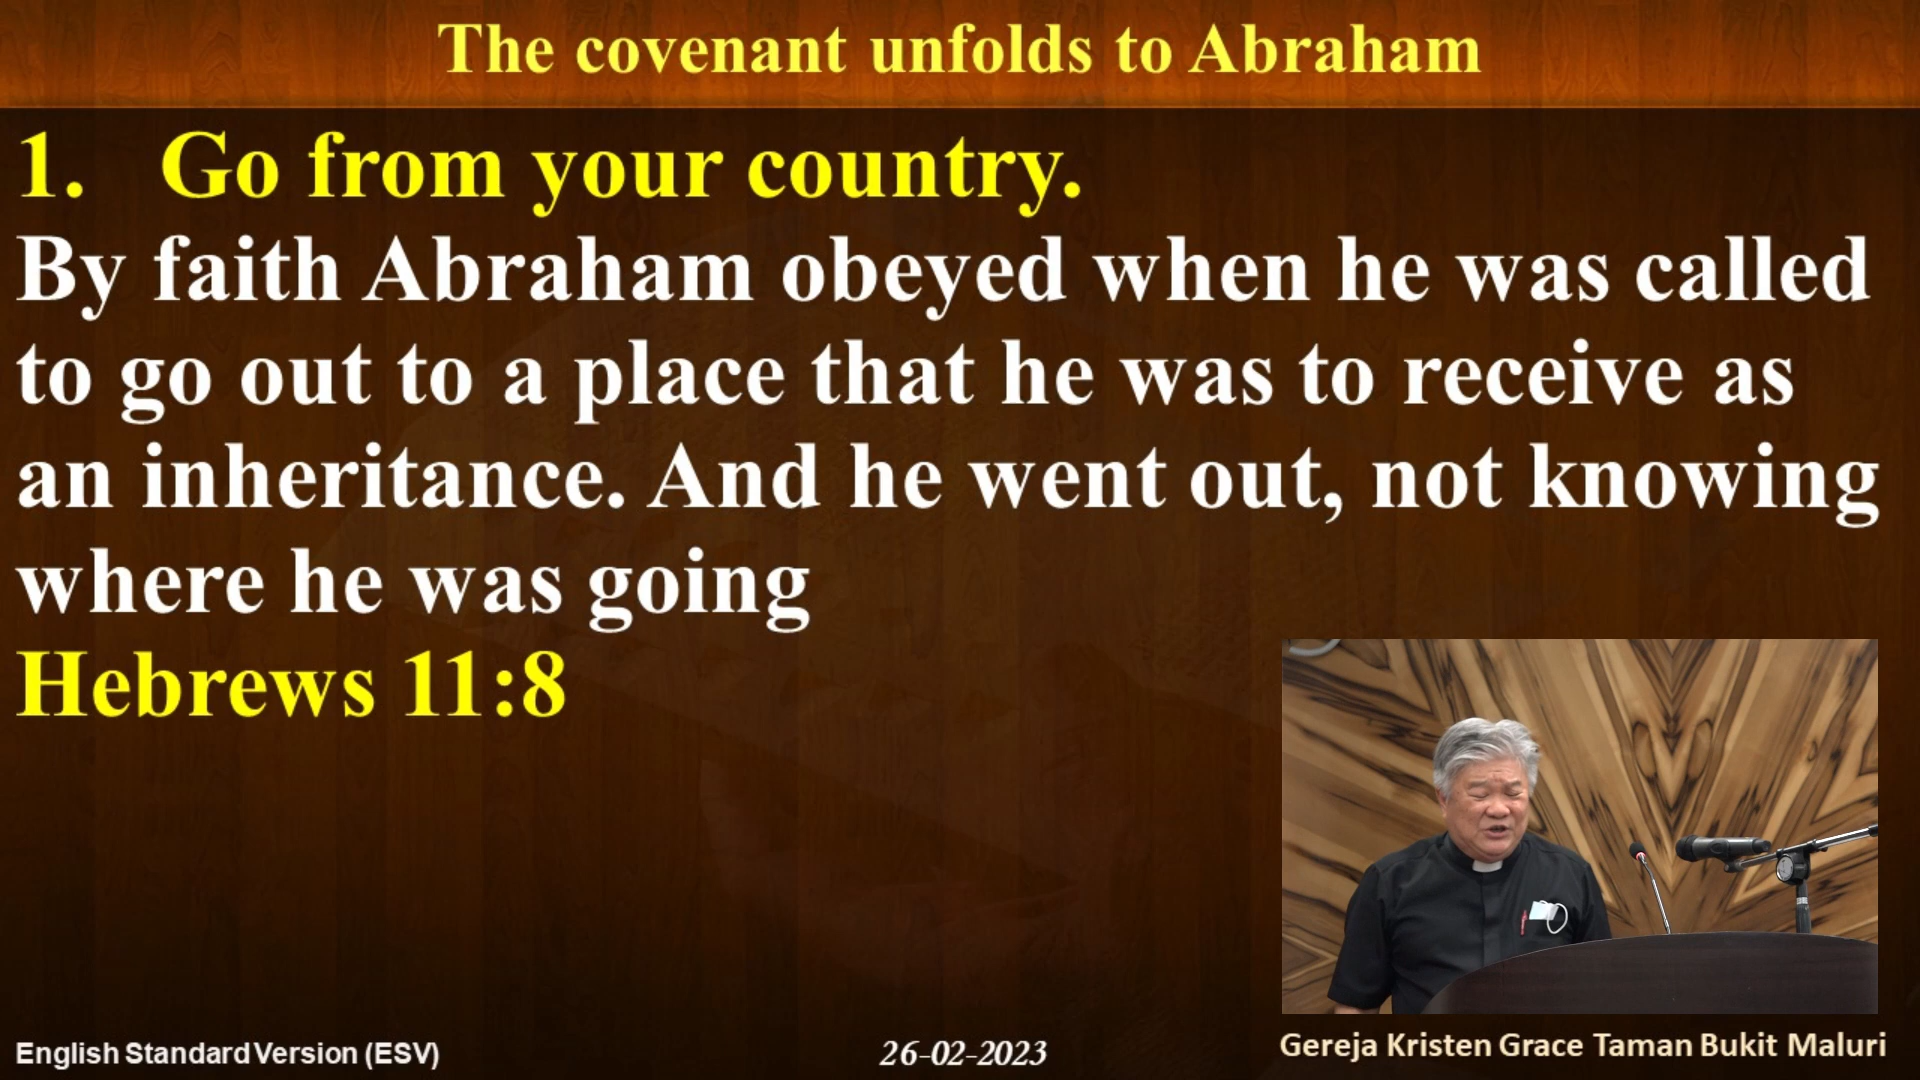 The covenant unfolds to Abraham
1. Go from your country.
By faith Abraham obeyed when he was called
to go out to a place that he was to receive as
an inheritance. And he went out, not knowing
where he was going
Hebrews 11:8
English Standard Version (ESV)
26-02-2023
Gereja Kristen Grace Taman Bukit Maluri